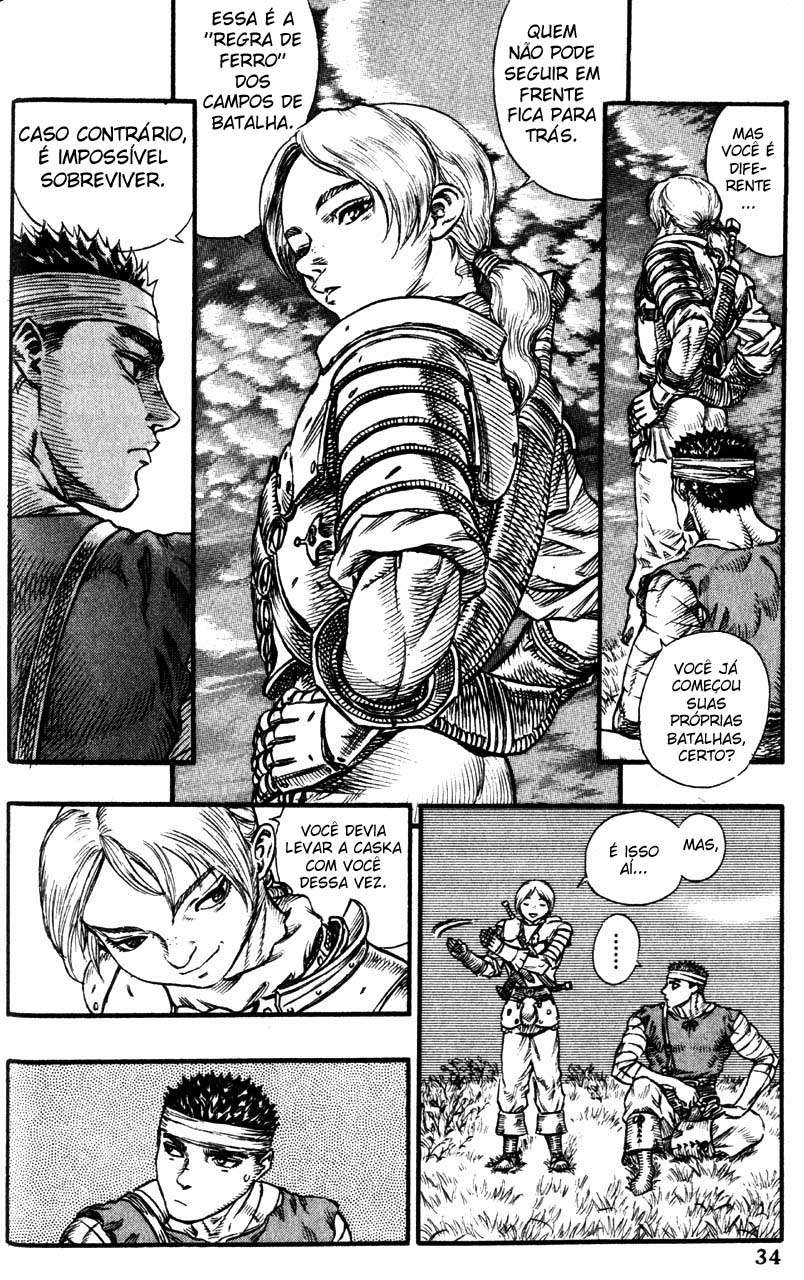 MAS
VOCÊ É
DIFE-
RENTE
...
VOCÊ JÁ
COMEÇOU
SUAS
PRÓPRIAS
BATALHAS,
CERTO?
QUEM
NÃO PODE
SEGUIR EM
FRENTE
FICA PARA
TRÁS.
ESSA É A
"REGRA DE
FERRO"
DOS
CAMPOS DE
BATALHA.
CASO CONTRÁRIO,
É IMPOSSÍVEL
SOBREVIVER.
MAS,
É ISSO
AÍ...
......
VOCÊ DEVIA
LEVAR A CASKA
COM VOCÊ
DESSA VEZ.
34